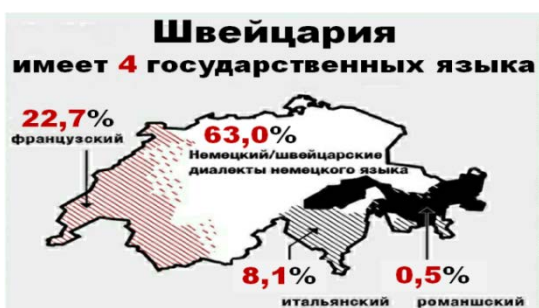 Швейцария
имеет 4 государственных языка
22,7%
французский
63,0%
Немецкий/швейцарские
диалекты немецкого языка
8,1%
итальянский
0,5%
романшский